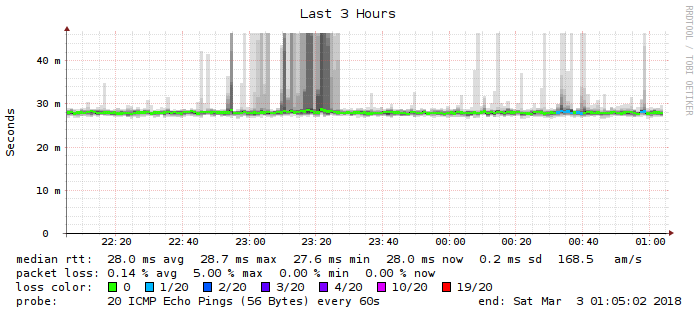 Last 3 Hours
RRDTOOL / TOBI OETIKER
Seconds
40 m
30 m
20 m
10 m
0
22:20 22:40 23:00 23:20 23:40 00:00 00:20 00:40 01:00
median rtt: 28.0 ms avg 28.7 ms max 27.6 ms min 28.0 ms now 0.2 ms sd 168.5 am/s
packet loss: 0.14 % avg 5.00 % max 0.00 % min 0.00 % now
loss color: 0 1/20 2/20 3/20 4/20 10/20 19/20
probe: 20 ICMP Echo Pings (56 Bytes) every 60s end: Sat Mar 3 01:05:02 2018